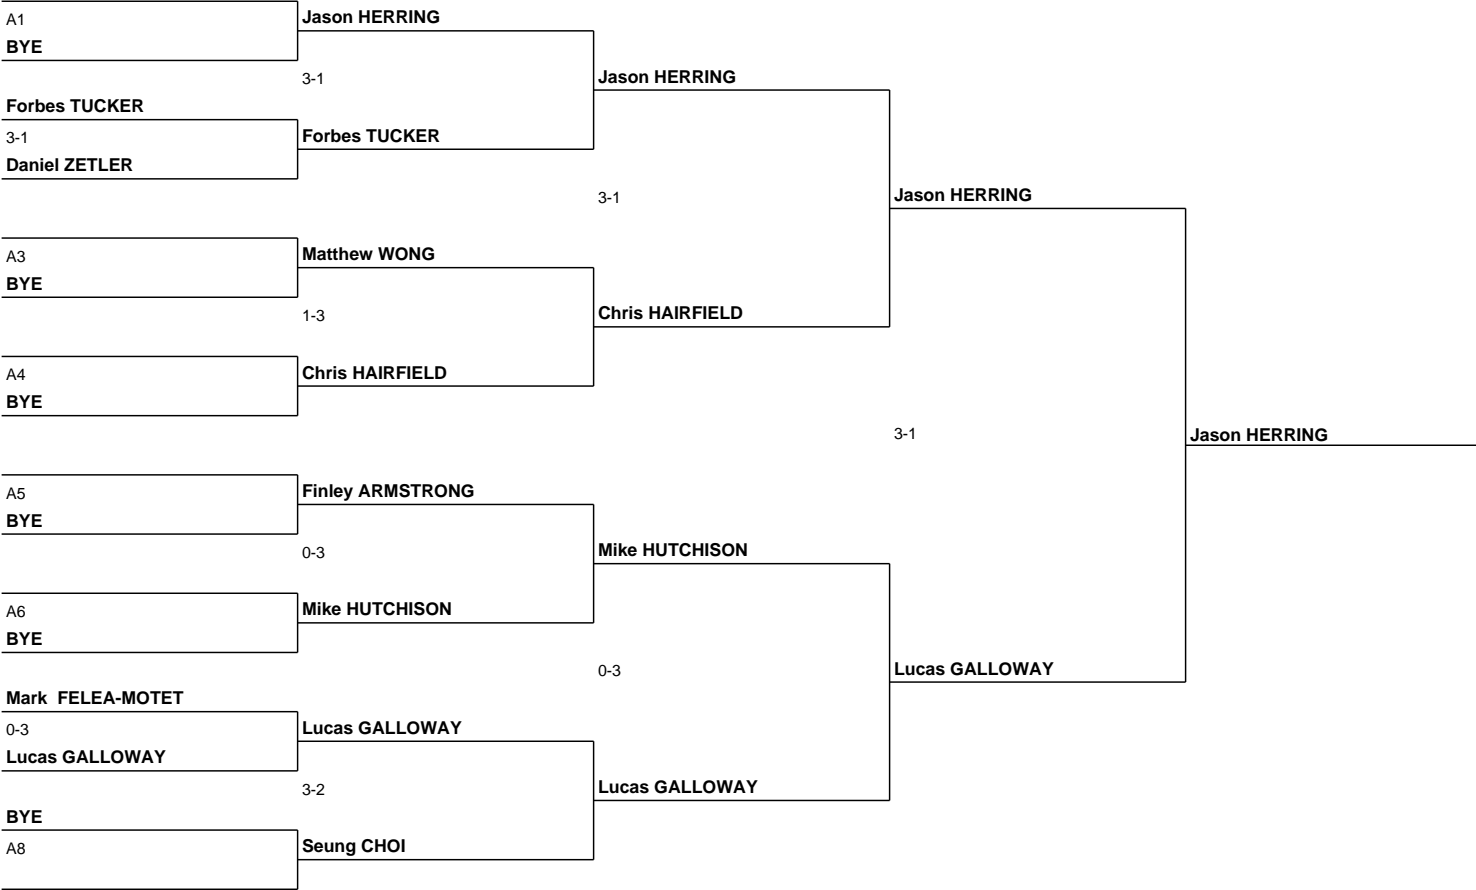 A1
BYE
Jason HERRING
3-1
Jason HERRING
Forbes TUCKER
3-1
Daniel ZETLER
Forbes TUCKER
3-1
Jason HERRING
A3
BYE
Matthew WONG
1-3
Chris HAIRFIELD
A4
BYE
Chris HAIRFIELD
3-1
Jason HERRING
A5
BYE
Finley ARMSTRONG
0-3
Mike HUTCHISON
A6
BYE
Mike HUTCHISON
0-3
Lucas GALLOWAY
Mark  FELEA-MOTET
0-3
Lucas GALLOWAY
Lucas GALLOWAY
3-2
Lucas GALLOWAY
BYE
A8
Seung CHOI